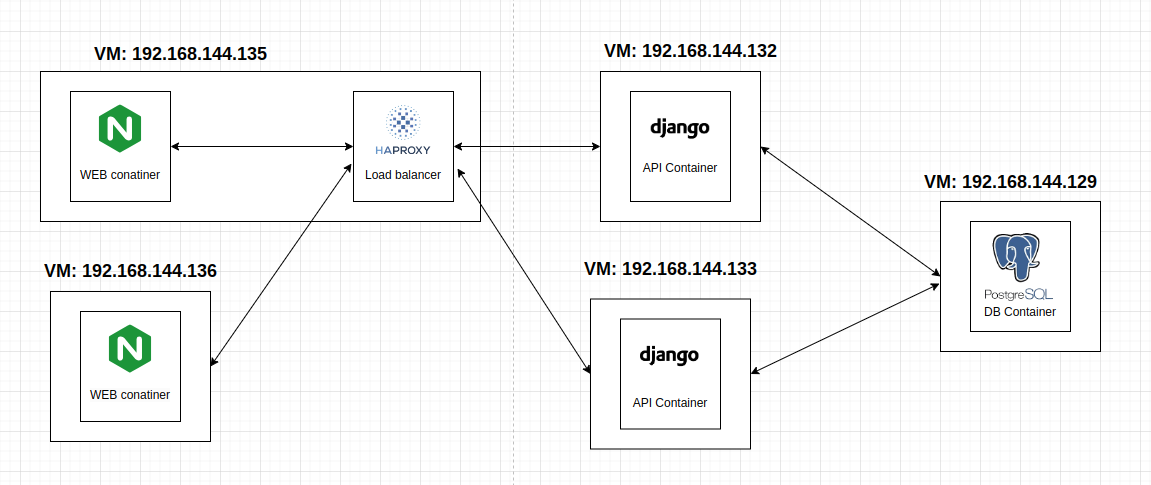 VM: 192.168.144.135
N
WEB conatiner
HAPROXY
Load balancer
VM: 192.168.144.132
django
API Container
VM: 192.168.144.129
PostgreSQL
DB Container
VM: 192.168.144.136
N
WEB conatiner
VM: 192.168.144.133
django
API Container